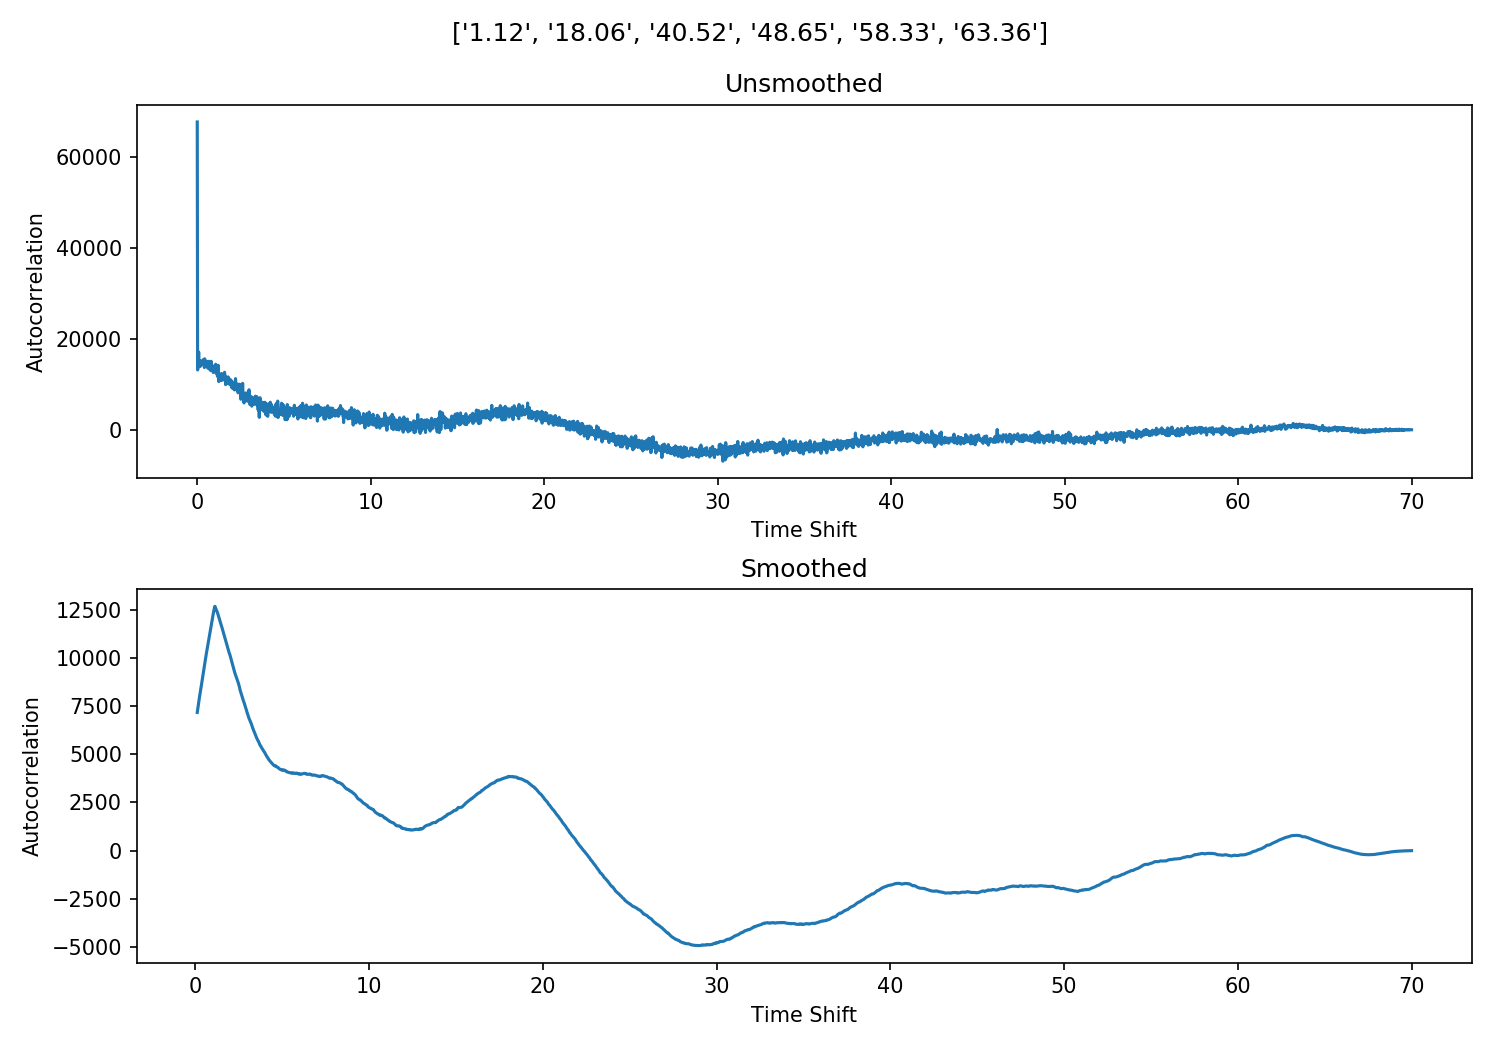 ['1.12', '18.06', '40.52', '48.65', '58.33', '63.36']
Unsmoothed
Autocorrelation
60000
40000
20000
0
0 10 20 30 40 50 60 70
Time Shift
Smoothed
Autocorrelation
12500
10000
7500
5000
2500
0
−2500
−5000
0 10 20 30 40 50 60 70
Time Shift